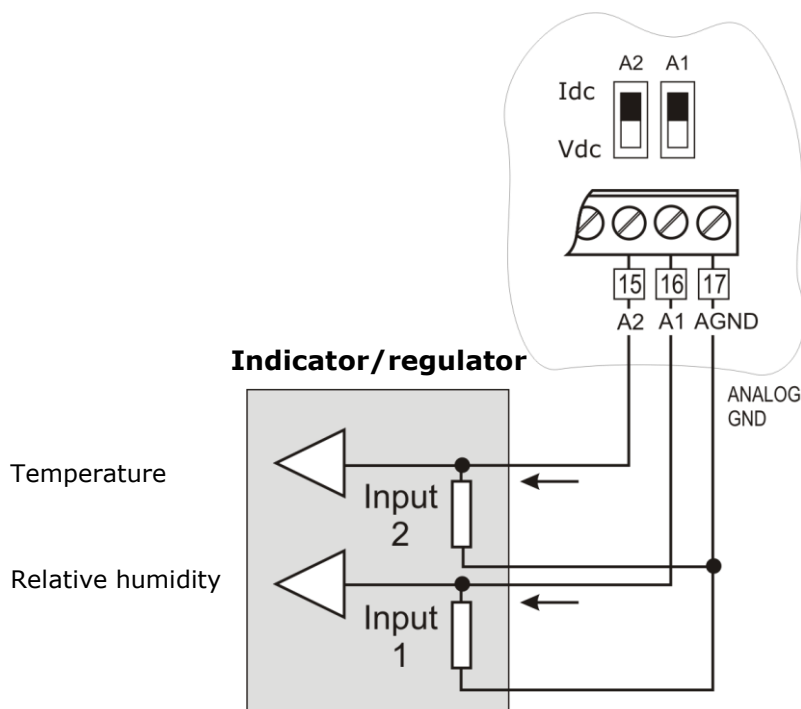 A2 A1
Idc
Vdc
15 16 17
A2 A1 AGND
Indicator/regulator
ANALOG
GND
Temperature
Input
2
Relative humidity
Input
1